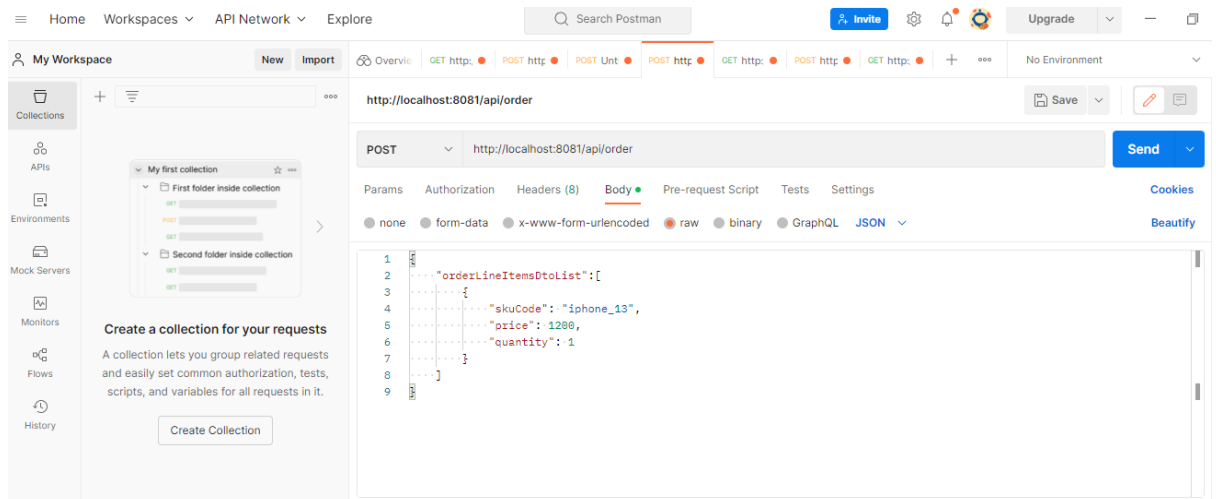 Home Workspaces API Network Explore Search Postman Invite Upgrade
My Workspace New Import Overvie GET http:, POST http POST Unt POST http GET http: POST http GET http: No Environment
Collections
APIs
Environments
Mock Servers
Monitors
Flows
History
My first collection
First folder inside collection
GET
POST
GET
Second folder inside collection
GET
GET
Create a collection for your requests
A collection lets you group related requests
and easily set common authorization, tests,
scripts, and variables for all requests in it.
Create Collection
http://localhost:8081/api/order Save
POST http://localhost:8081/api/order Send
Params Authorization Headers (8) Body Pre-request Script Tests Settings Cookies
none form-data x-www-form-urlencoded raw binary GraphQL JSON Beautify
1 {
2 "orderLineItemsDtoList":[
3 {
4 "skuCode": "iphone_13",
5 "price": 1200,
6 "quantity": 1
7 }
8 ]
9 }